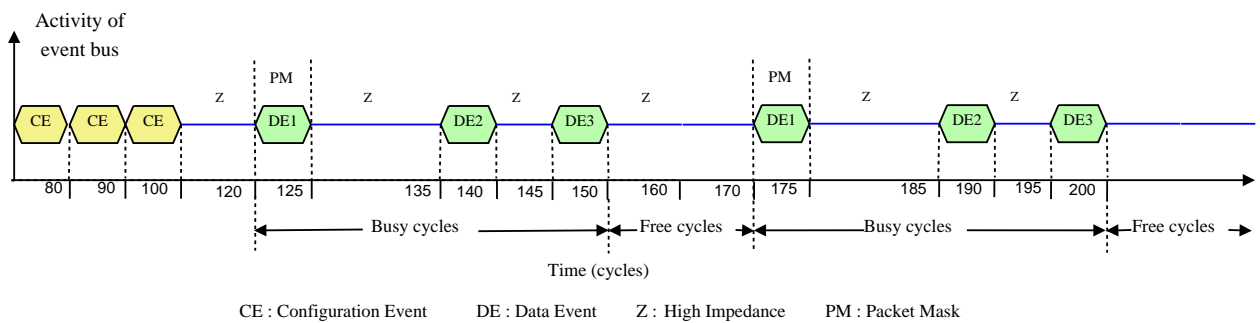 Activity of
event bus
PM PM
Z Z Z Z Z Z
CE CE CE DE1 DE2 DE3 DE1 DE2 DE3
80 90 100 120 125 135 140 145 150 160 170 175 185 190 195 200
Busy cycles Free cycles Busy cycles Free cycles
Time (cycles)
CE : Configuration Event DE : Data Event Z : High Impedance PM : Packet Mask